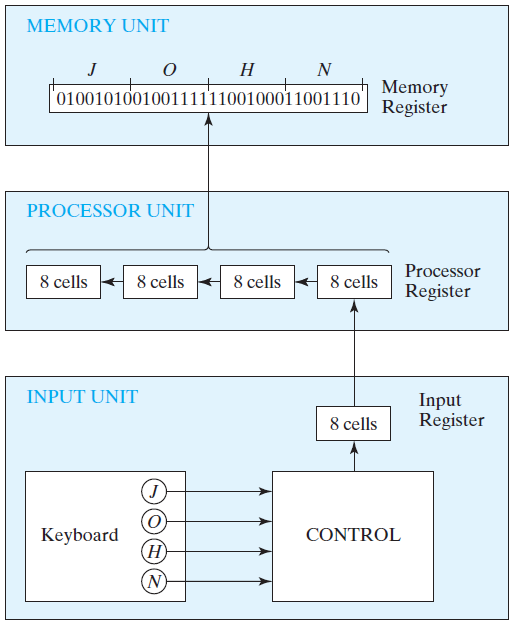 MEMORY UNIT
J O H N
01001010010011111100100011001110
Memory
Register
PROCESSOR UNIT
8 cells 8 cells 8 cells 8 cells
Processor
Register
INPUT UNIT
8 cells
Input
Register
J
O
Keyboard
CONTROL
H
N